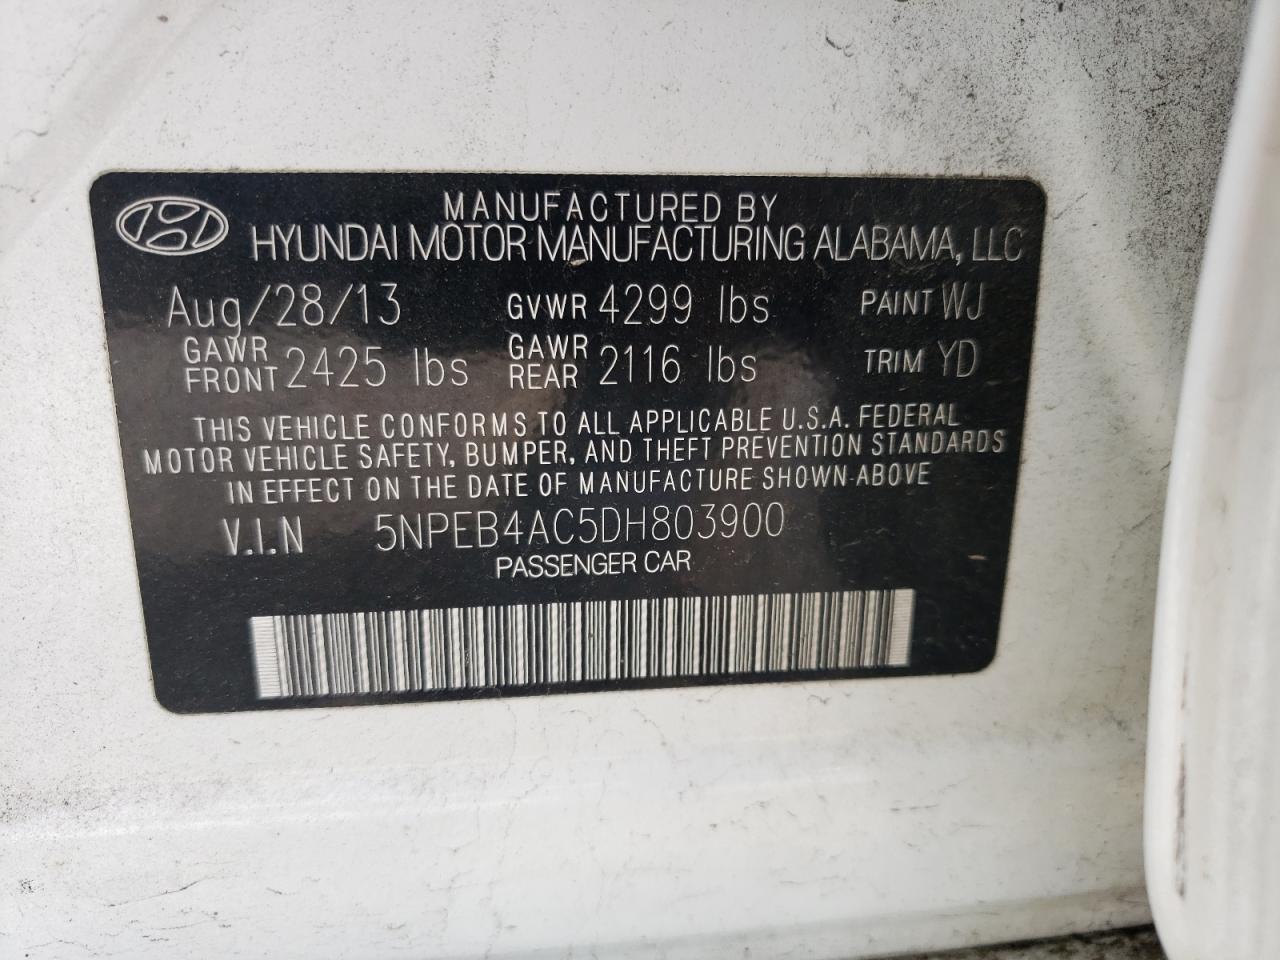 MANUFACTURED BY
HYUNDAI MOTOR MANUFACTURING ALABAMA, LLC
Aug/28/13 GVWR 4299 lbs PAINT WJ
GAWR FRONT 2425 lbs GAWR REAR 2116 lbs TRIM YD
THIS VEHICLE CONFORMS TO ALL APPLICABLE U.S.A. FEDERAL
MOTOR VEHICLE SAFETY, BUMPER, AND THEFT PREVENTION STANDARDS
IN EFFECT ON THE DATE OF MANUFACTURE SHOWN ABOVE
V.I.N 5NPEB4AC5DH803900
PASSENGER CAR